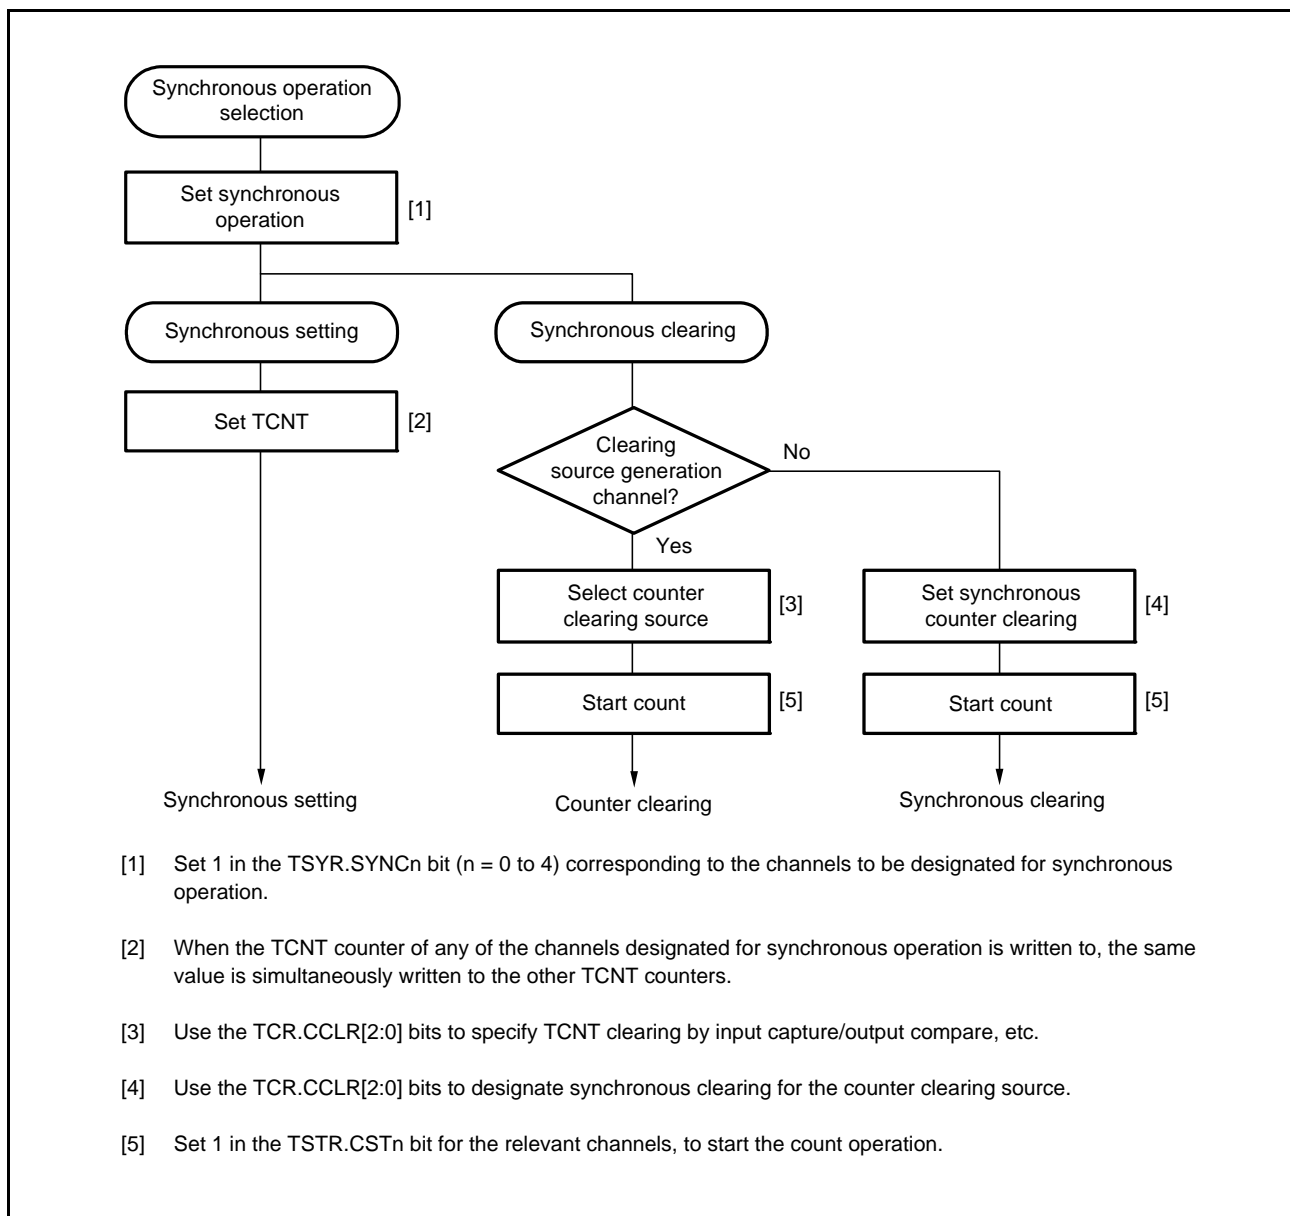 Synchronous operation
selection
Set synchronous
operation
[1]
Synchronous setting
Synchronous clearing
Set TCNT
[2]
Clearing
source generation
channel?
No
Yes
Select counter
clearing source
[3]
Set synchronous
counter clearing
[4]
Start count
[5]
Start count
[5]
Synchronous setting
Counter clearing
Synchronous clearing
[1] Set 1 in the TSYR.SYNCn bit (n = 0 to 4) corresponding to the channels to be designated for synchronous
operation.
[2] When the TCNT counter of any of the channels designated for synchronous operation is written to, the same
value is simultaneously written to the other TCNT counters.
[3] Use the TCR.CCLR[2:0] bits to specify TCNT clearing by input capture/output compare, etc.
[4] Use the TCR.CCLR[2:0] bits to designate synchronous clearing for the counter clearing source.
[5] Set 1 in the TSTR.CSTn bit for the relevant channels, to start the count operation.